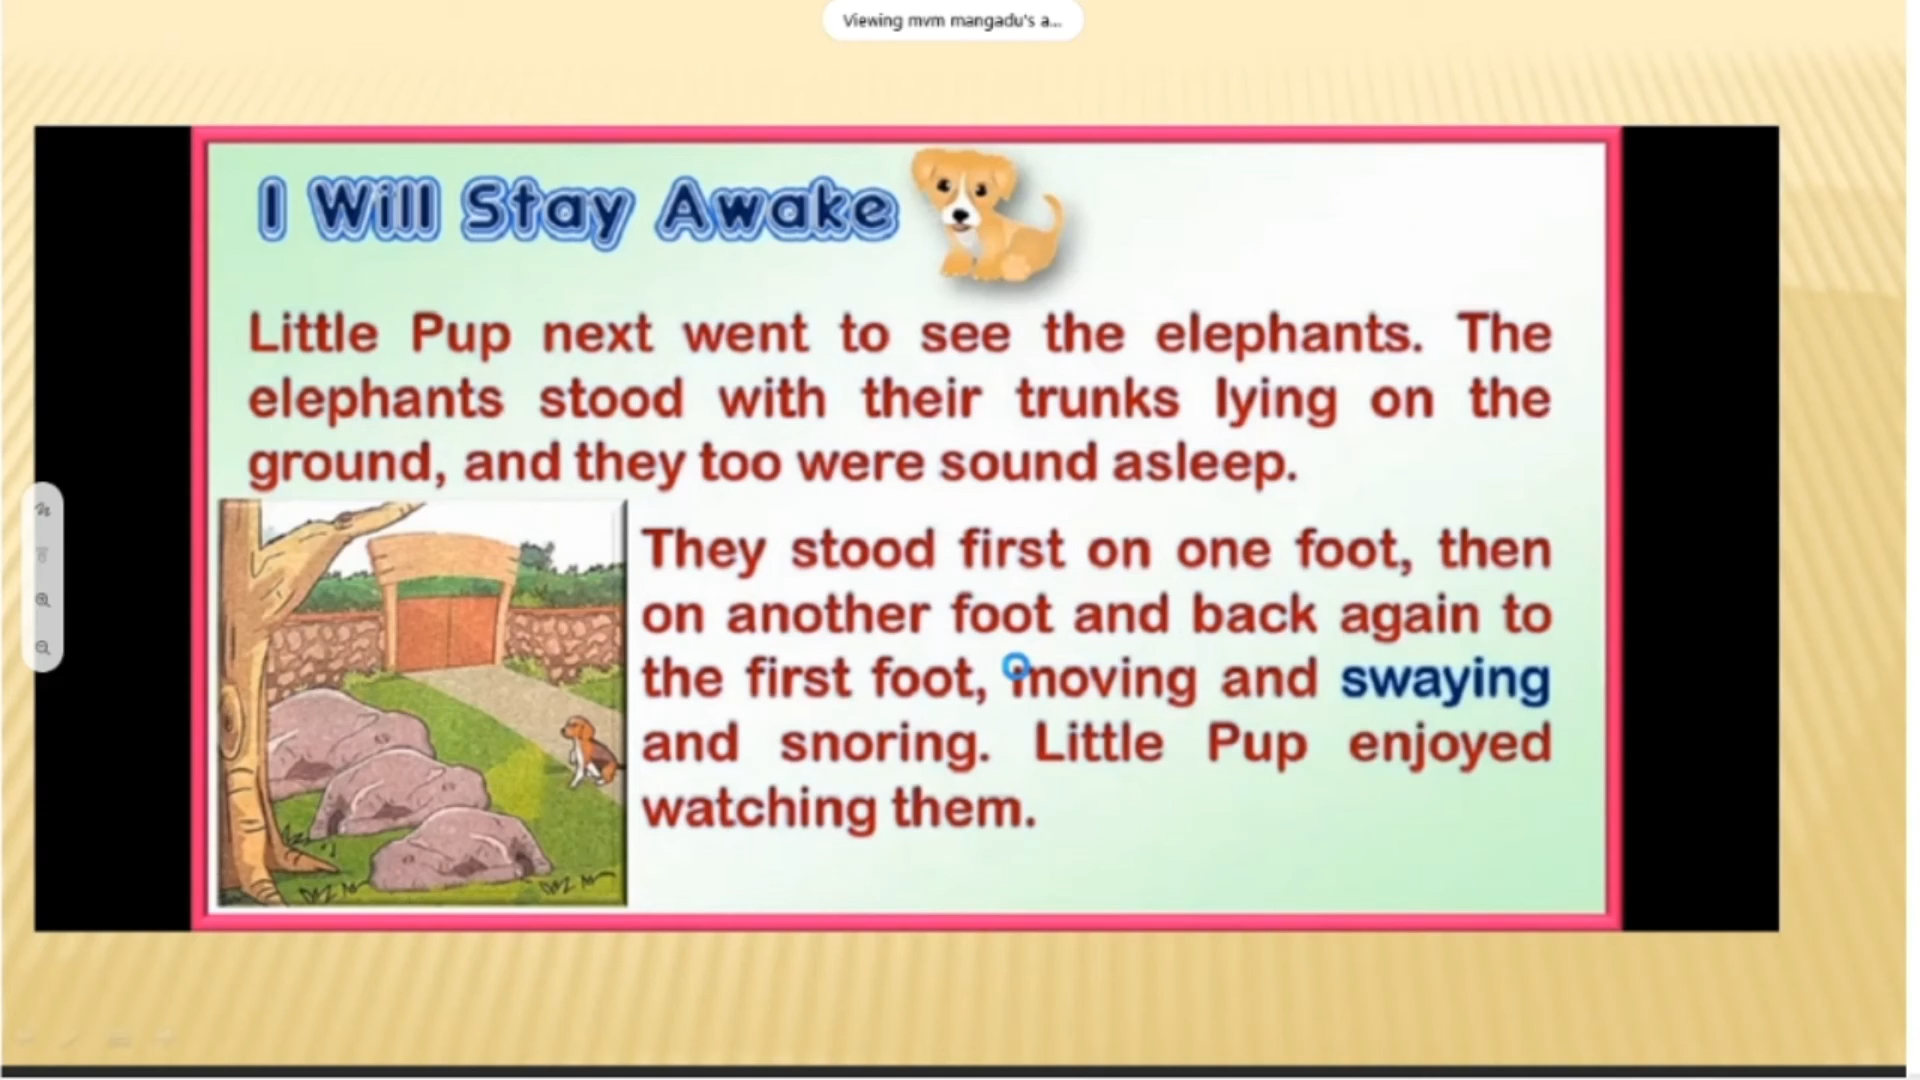 Viewing mvm mangadu's a...
I Will Stay Awake
Little Pup next went to see the elephants. The
elephants stood with their trunks lying on the
ground, and they too were sound asleep.
They stood first on one foot, then
on another foot and back again to
the first foot, moving and swaying
and snoring. Little Pup enjoyed
watching them.